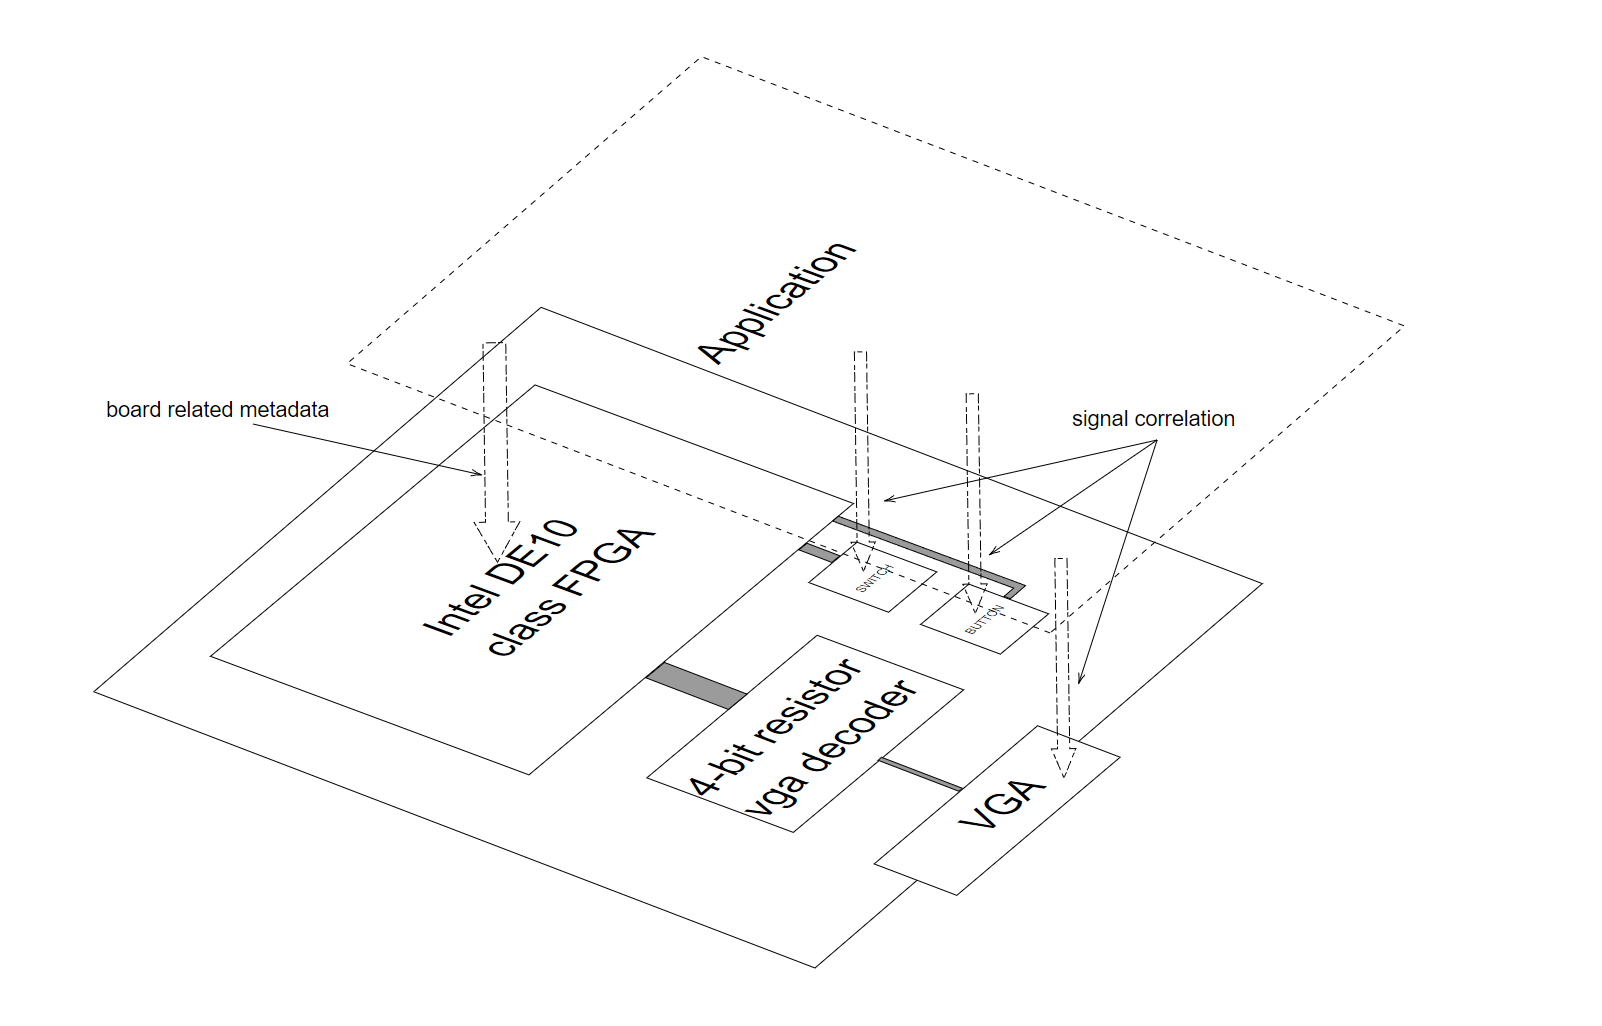 Application
board related metadata
signal correlation
Intel DE10
class FPGA
SWITCH
BUTTON
4-bit resistor
vga decoder
VGA